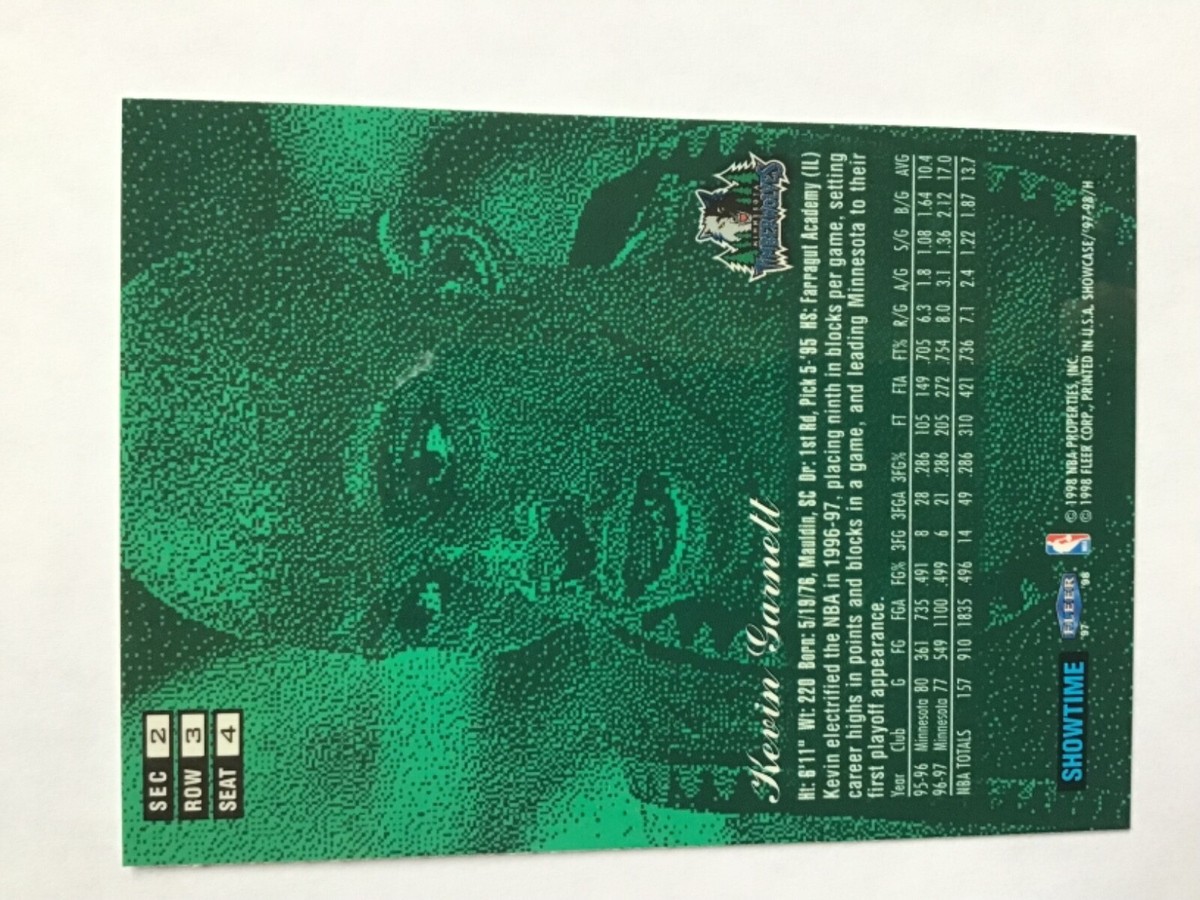 SEC 2
ROW 3
SEAT 4
TIMBERWOLVES
Kevin Garnett
Ht: 6'11" Wt: 220 Born: 5/19/76, Mauldin, SC Dr: 1st Rd, Pick 5-'95 HS: Farragut Academy (IL)
Kevin electrified the NBA in 1996-97, placing ninth in blocks per game, setting
career highs in points and blocks in a game, and leading Minnesota to their
first playoff appearance.
Year Club G FG FGA FG% 3FG 3FGA 3FG% FT FTA FT% R/G A/G S/G B/G AVG
95-96 Minnesota 80 361 735 .491 8 28 .286 105 149 .705 6.3 1.8 1.08 1.64 10.4
96-97 Minnesota 77 549 1100 .499 6 21 .286 205 272 .754 8.0 3.1 1.36 2.12 17.0
NBA TOTALS 157 910 1835 .496 14 49 .286 310 421 .736 7.1 2.4 1.22 1.87 13.7
SHOWTIME
FLEER
'97 '98
© 1998 NBA PROPERTIES, INC.
© 1998 FLEER CORP., PRINTED IN U.S.A. SHOWCASE/'97-98/H